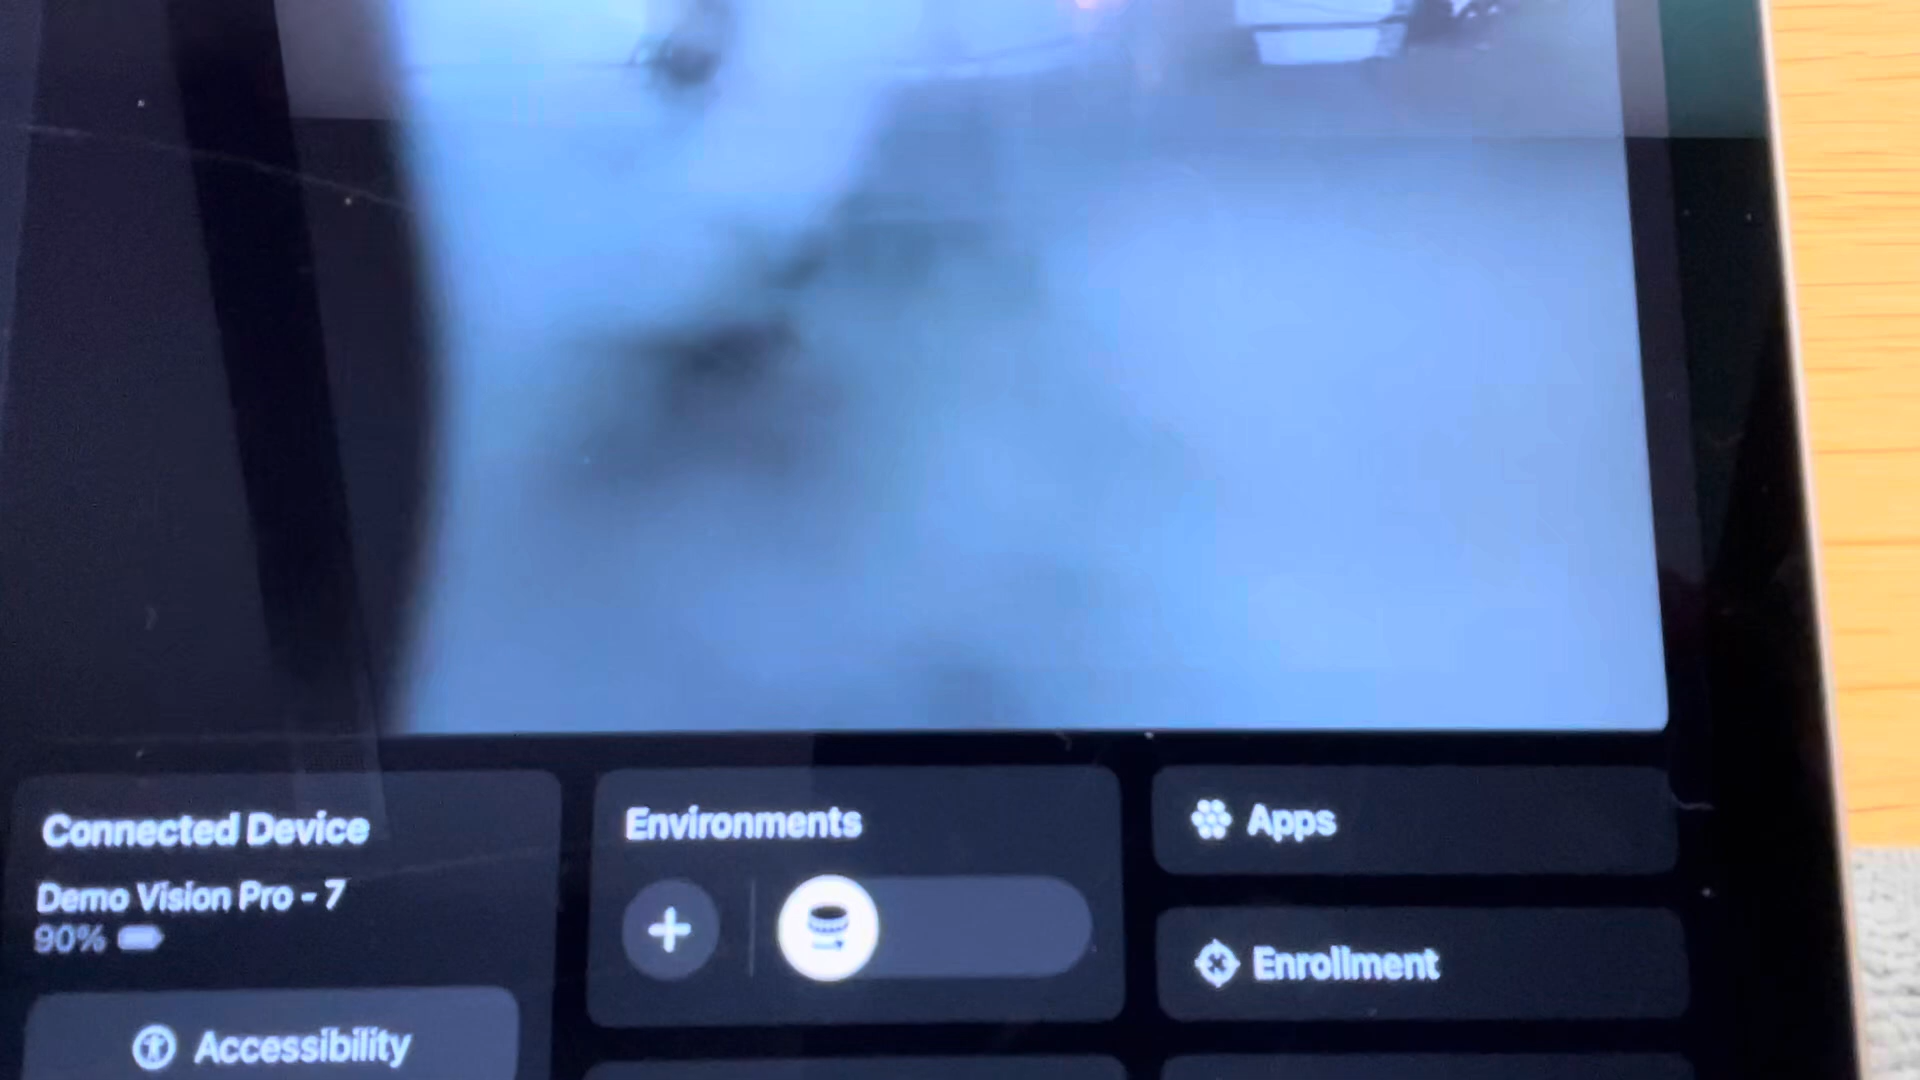 Connected Device
Demo Vision Pro - 7
90%
Accessibility
Environments
Apps
Enrollment